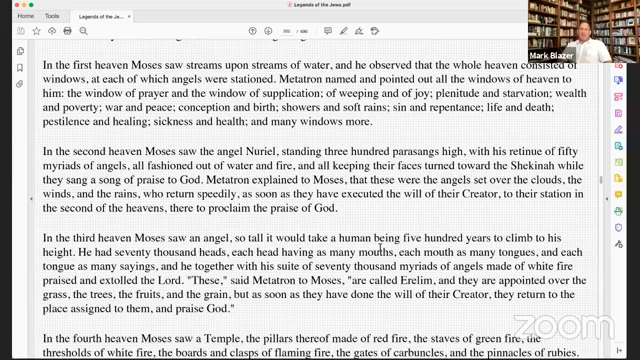 Legends of the Jews.pdf
Home
Tools
Legends of the Je...
302 / 696
Mark Blazer
In the first heaven Moses saw streams upon streams of water, and he observed that the whole heaven consisted of
windows, at each of which angels were stationed. Metatron named and pointed out all the windows of heaven to
him: the window of prayer and the window of supplication; of weeping and of joy; plenitude and starvation; wealth
and poverty; war and peace; conception and birth; showers and soft rains; sin and repentance; life and death;
pestilence and healing; sickness and health; and many windows more.
In the second heaven Moses saw the angel Nuriel, standing three hundred parasangs high, with his retinue of fifty
myriads of angels, all fashioned out of water and fire, and all keeping their faces turned toward the Shekinah while
they sang a song of praise to God. Metatron explained to Moses, that these were the angels set over the clouds, the
winds, and the rains, who return speedily, as soon as they have executed the will of their Creator, to their station in
the second of the heavens, there to proclaim the praise of God.
In the third heaven Moses saw an angel, so tall it would take a human being five hundred years to climb to his
height. He had seventy thousand heads, each head having as many mouths, each mouth as many tongues, and each
tongue as many sayings, and he together with his suite of seventy thousand myriads of angels made of white fire
praised and extolled the Lord. "These," said Metatron to Moses, "are called Erelim, and they are appointed over the
grass, the trees, the fruits, and the grain, but as soon as they have done the will of their Creator, they return to the
place assigned to them, and praise God."
In the fourth heaven Moses saw a Temple, the pillars thereof made of red fire, the staves of green fire, the
thresholds of white fire, the boards and clasps of flaming fire, the gates of carbuncles, and the pinnacles of rubies.
zoom